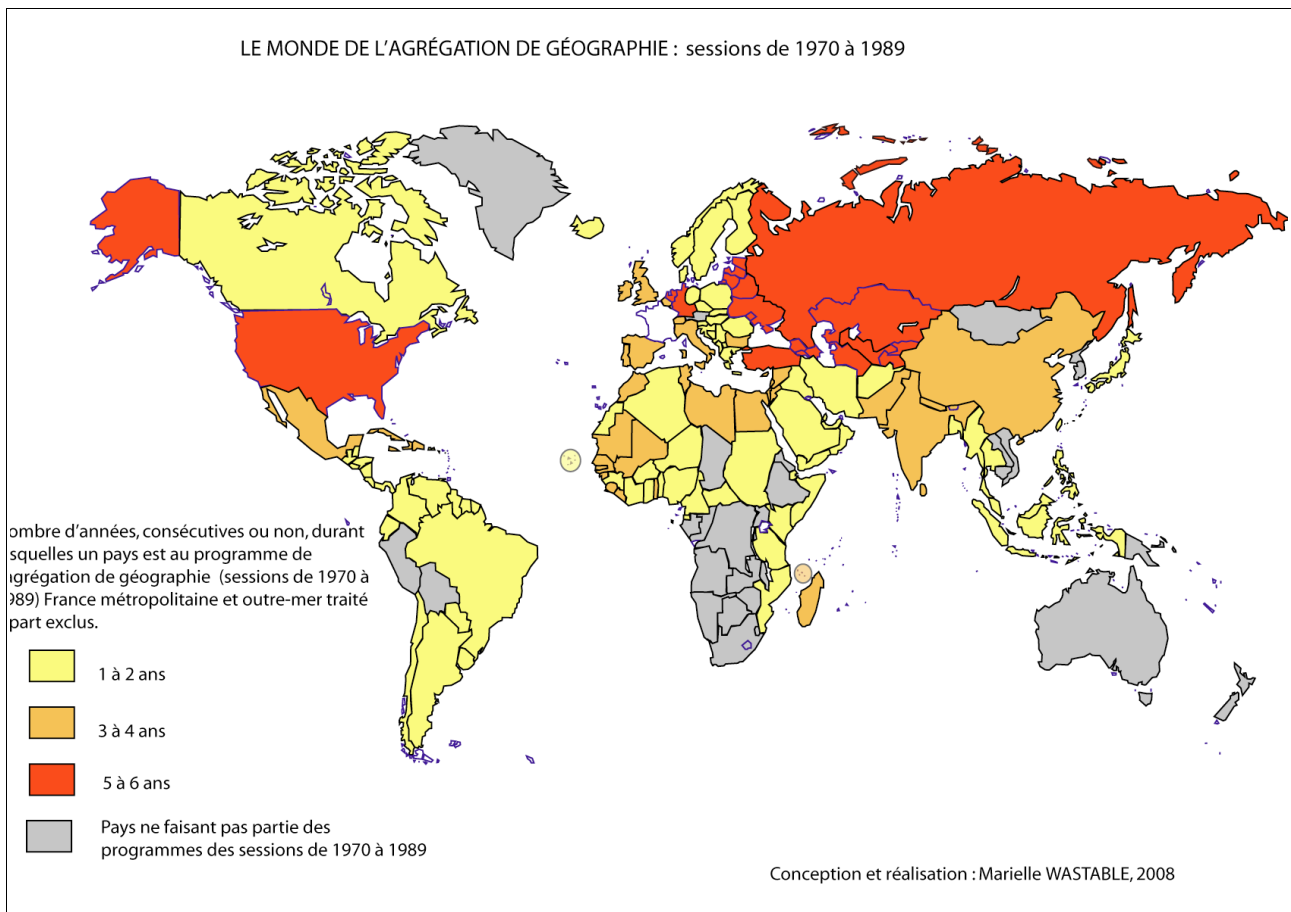 LE MONDE DE L'AGRÉGATION DE GÉOGRAPHIE : sessions de 1970 à 1989
ombre d'années, consécutives ou non, durant
squelles un pays est au programme de
agrégation de géographie (sessions de 1970 à
989) France métropolitaine et outre-mer traité
part exclus.
1 à 2 ans
3 à 4 ans
5 à 6 ans
Pays ne faisant pas partie des
programmes des sessions de 1970 à 1989
Conception et réalisation : Marielle WASTABLE, 2008